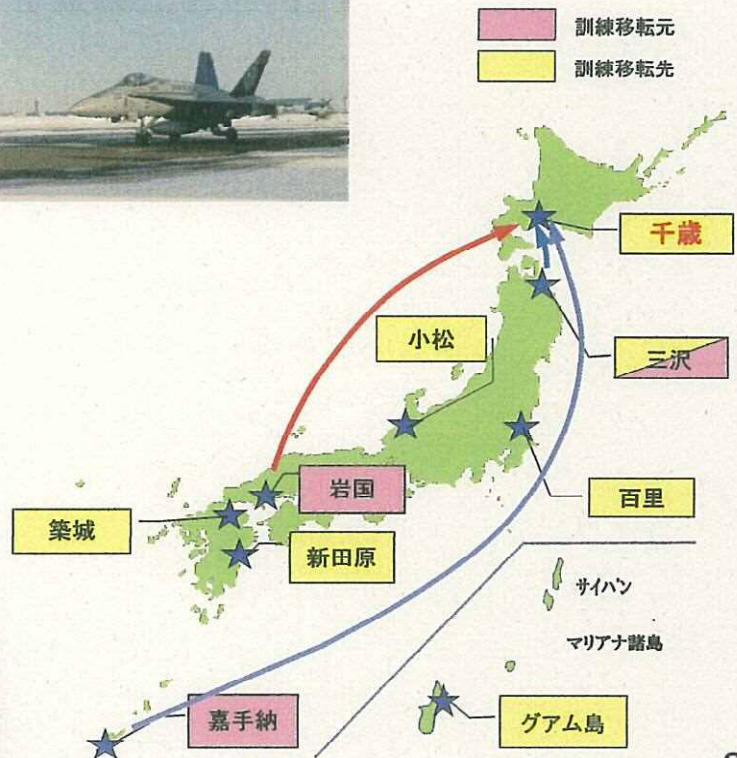 訓練移転元
訓練移転先
千歳
小松
三沢
岩国
百里
築城
新田原
サイパン
マリアナ諸島
嘉手納
グアム島